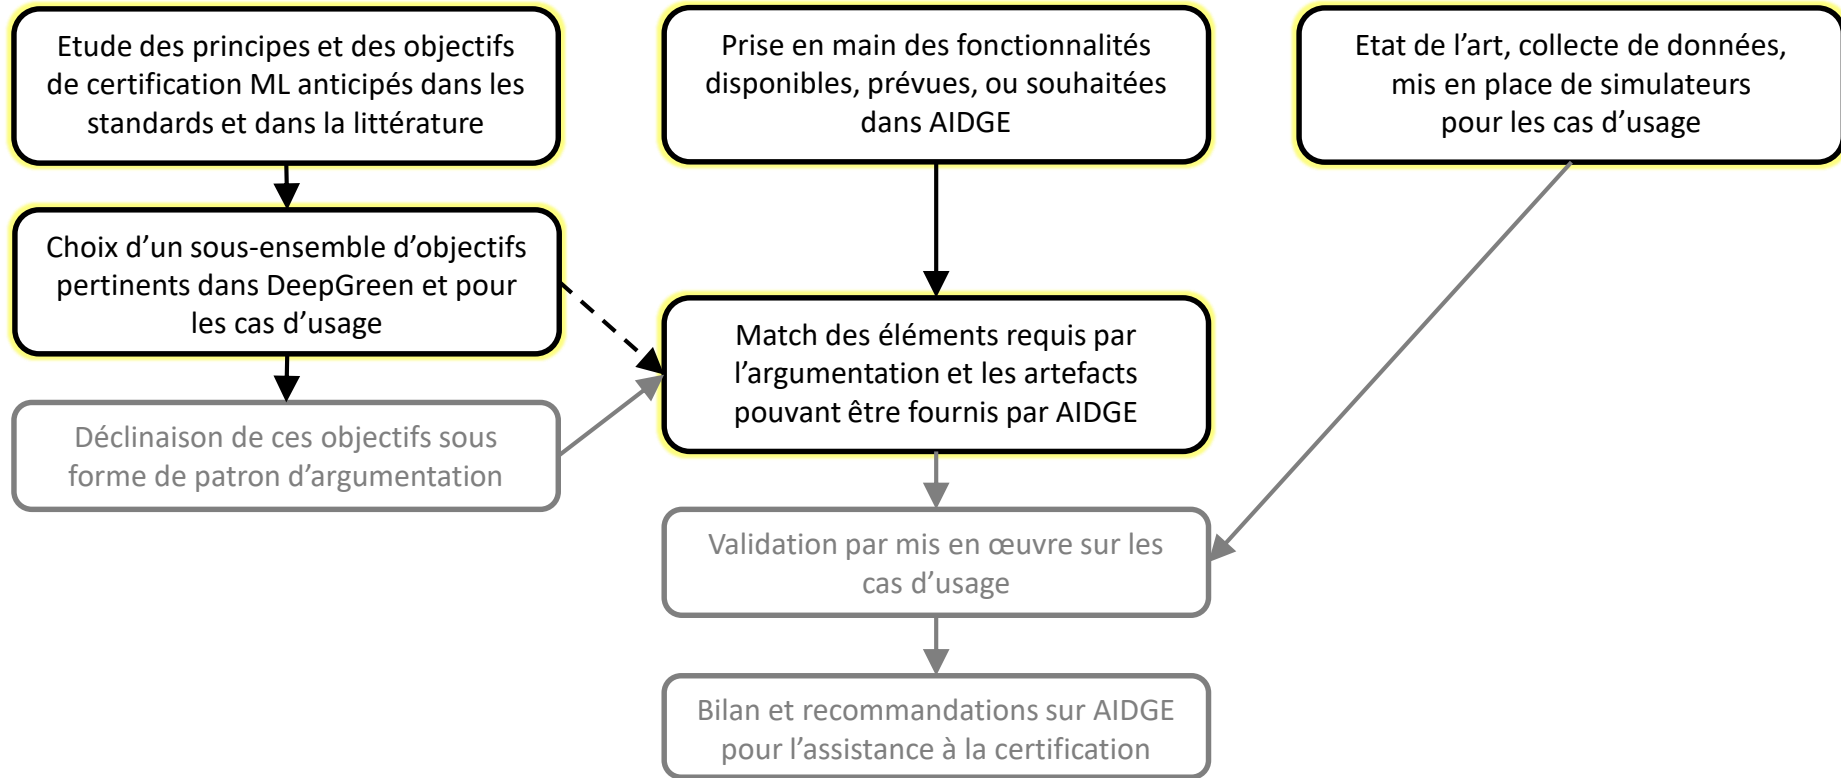 Etude des principes et des objectifs
de certification ML anticipés dans les
standards et dans la littérature
Prise en main des fonctionnalités
disponibles, prévues, ou souhaitées
dans AIDGE
Etat de l’art, collecte de données,
mis en place de simulateurs
pour les cas d’usage
Choix d’un sous-ensemble d’objectifs
pertinents dans DeepGreen et pour
les cas d’usage
Match des éléments requis par
l’argumentation et les artefacts
pouvant être fournis par AIDGE
Déclinaison de ces objectifs sous
forme de patron d’argumentation
Validation par mis en œuvre sur les
cas d’usage
Bilan et recommandations sur AIDGE
pour l’assistance à la certification